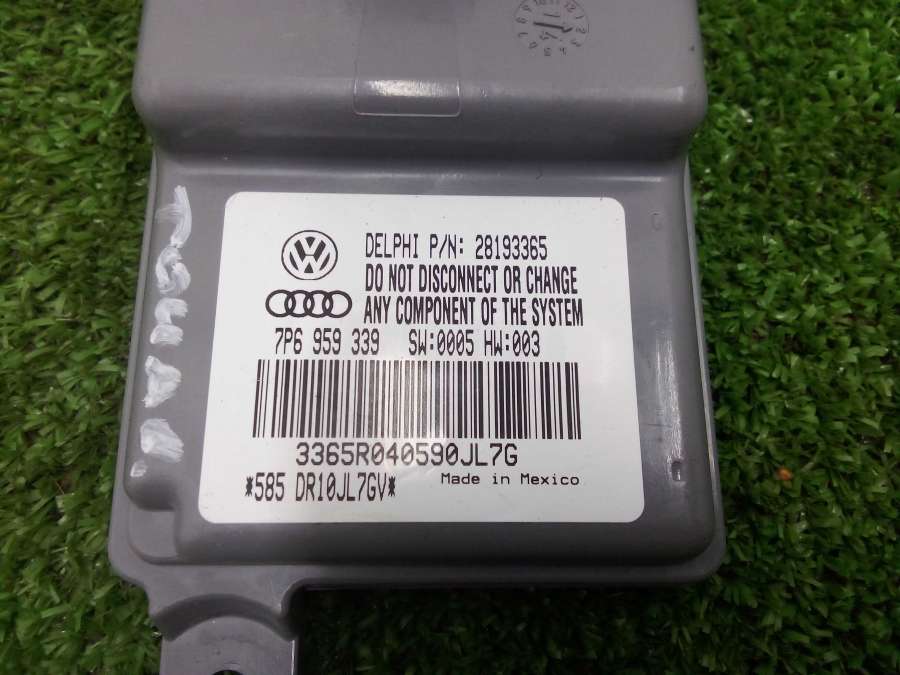 DELPHI P/N: 28193365
DO NOT DISCONNECT OR CHANGE
ANY COMPONENT OF THE SYSTEM
7P6 959 339 SW:0005 HW:003
3365R040590JL7G
*585 DR10JL7GV*
Made in Mexico